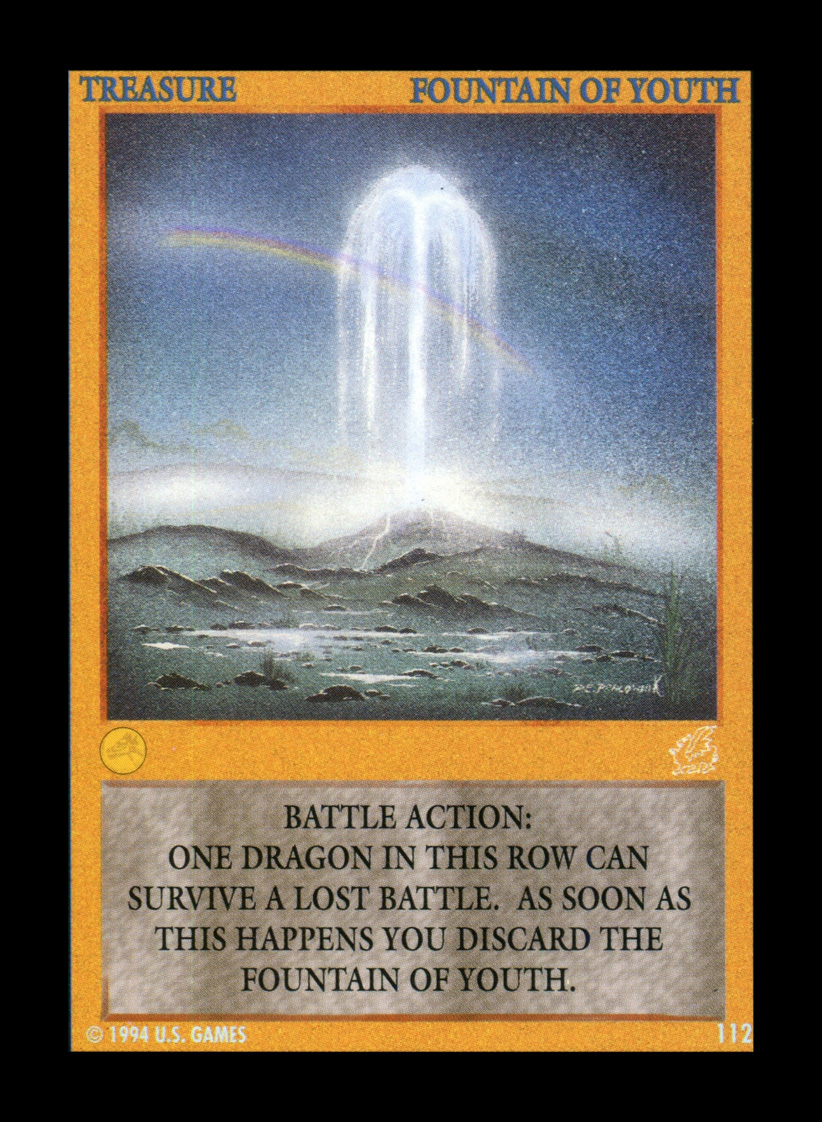 TREASURE
FOUNTAIN OF YOUTH
BATTLE ACTION:
ONE DRAGON IN THIS ROW CAN
SURVIVE A LOST BATTLE. AS SOON AS
THIS HAPPENS YOU DISCARD THE
FOUNTAIN OF YOUTH.
© 1994 U.S. GAMES
112